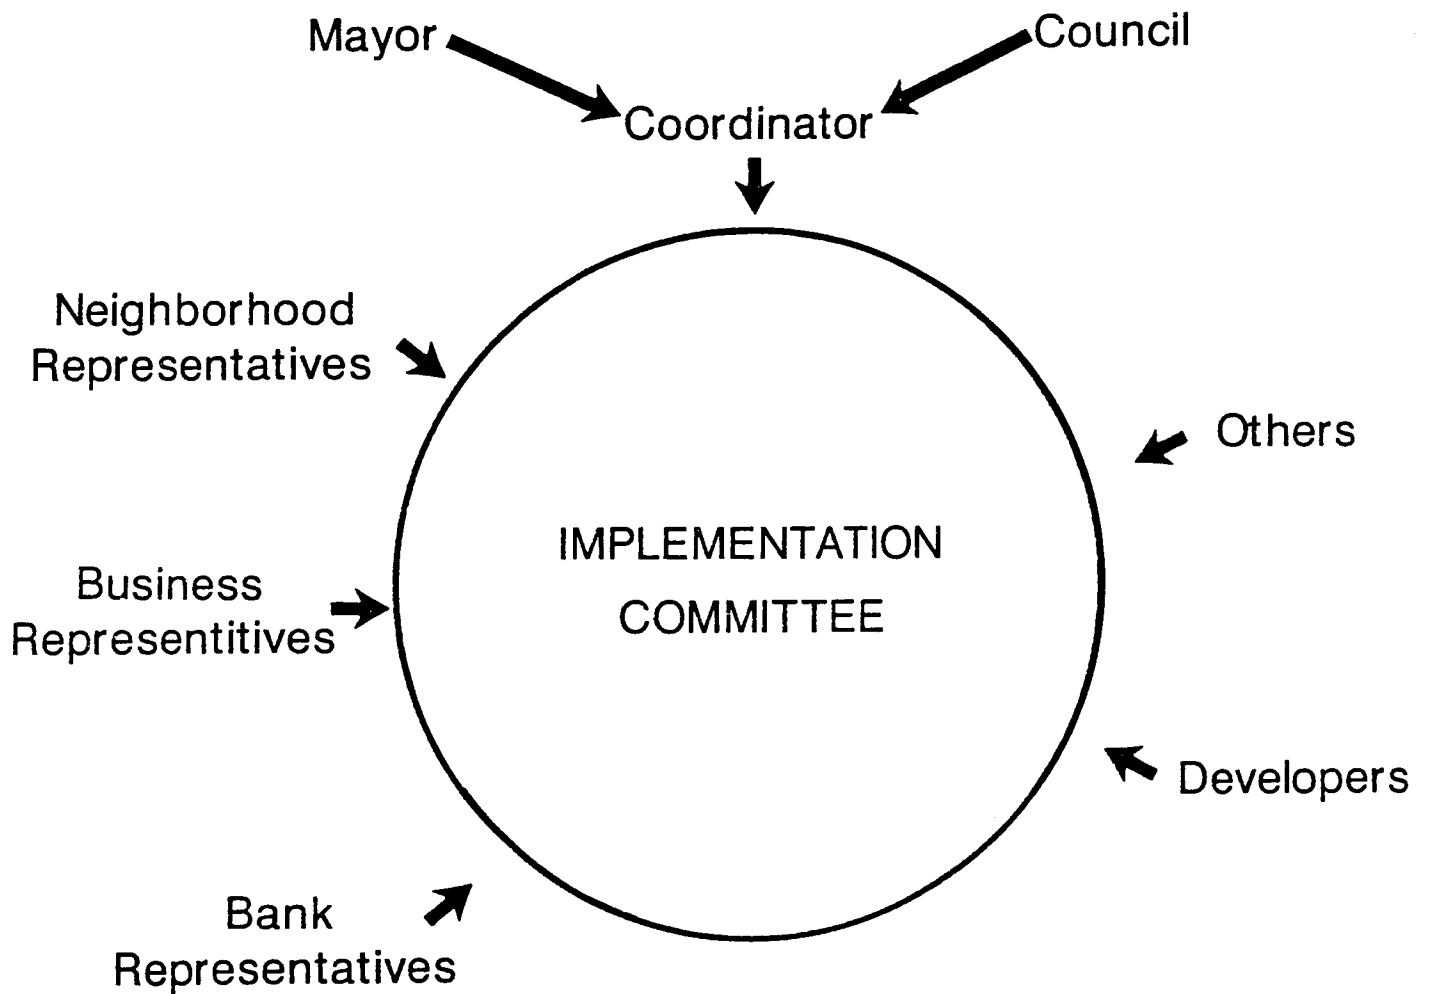 Mayor
Council
Coordinator
Neighborhood
Representatives
Others
IMPLEMENTATION
COMMITTEE
Business
Representitives
Developers
Bank
Representatives